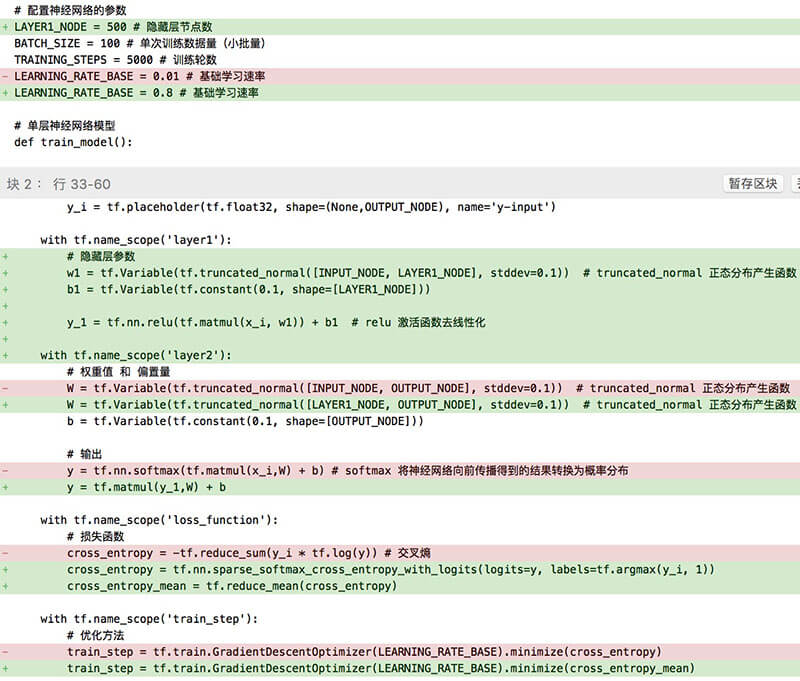 # 配置神经网络的参数
+ LAYER1_NODE = 500 # 隐藏层节点数
BATCH_SIZE = 100 # 单次训练数据量（小批量）
TRAINING_STEPS = 5000 # 训练轮数
- LEARNING_RATE_BASE = 0.01 # 基础学习速率
+ LEARNING_RATE_BASE = 0.8 # 基础学习速率
# 单层神经网络模型
def train_model():
块 2： 行 33-60 暂存区块
y_i = tf.placeholder(tf.float32, shape=(None,OUTPUT_NODE), name='y-input')
with tf.name_scope('layer1'):
+ # 隐藏层参数
+ w1 = tf.Variable(tf.truncated_normal([INPUT_NODE, LAYER1_NODE], stddev=0.1)) # truncated_normal 正态分布产生函数
+ b1 = tf.Variable(tf.constant(0.1, shape=[LAYER1_NODE]))
+
+ y_1 = tf.nn.relu(tf.matmul(x_i, w1)) + b1 # relu 激活函数去线性化
+
+ with tf.name_scope('layer2'):
# 权重值 和 偏置量
- W = tf.Variable(tf.truncated_normal([INPUT_NODE, OUTPUT_NODE], stddev=0.1)) # truncated_normal 正态分布产生函数
+ W = tf.Variable(tf.truncated_normal([LAYER1_NODE, OUTPUT_NODE], stddev=0.1)) # truncated_normal 正态分布产生函数
b = tf.Variable(tf.constant(0.1, shape=[OUTPUT_NODE]))
# 输出
- y = tf.nn.softmax(tf.matmul(x_i,W) + b) # softmax 将神经网络向前传播得到的结果转换为概率分布
+ y = tf.matmul(y_1,W) + b
with tf.name_scope('loss_function'):
# 损失函数
- cross_entropy = -tf.reduce_sum(y_i * tf.log(y)) # 交叉熵
+ cross_entropy = tf.nn.sparse_softmax_cross_entropy_with_logits(logits=y, labels=tf.argmax(y_i, 1))
+ cross_entropy_mean = tf.reduce_mean(cross_entropy)
with tf.name_scope('train_step'):
# 优化方法
- train_step = tf.train.GradientDescentOptimizer(LEARNING_RATE_BASE).minimize(cross_entropy)
+ train_step = tf.train.GradientDescentOptimizer(LEARNING_RATE_BASE).minimize(cross_entropy_mean)